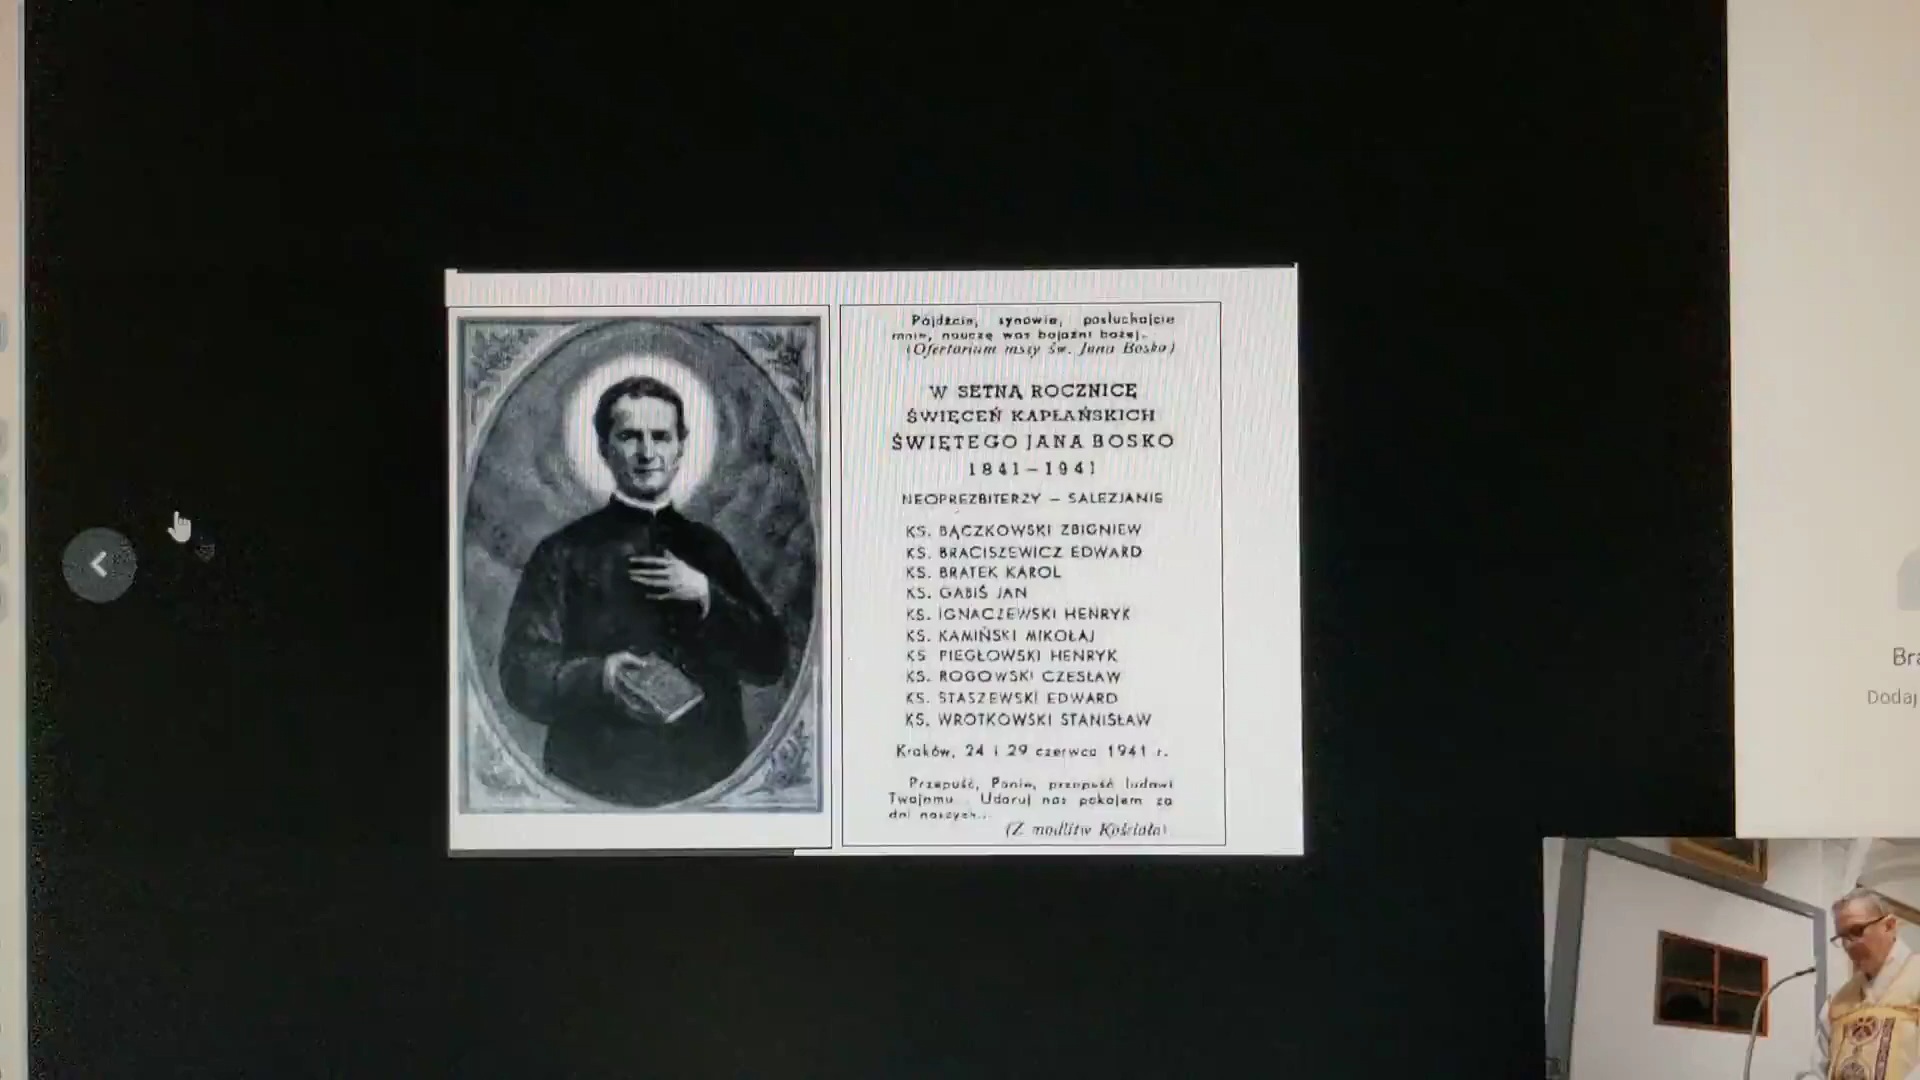 Pójdźcie, synowie, posłuchajcie
mnie, nauczę was bojaźni bożej.
(Ofertorium mszy św. Jana Bosko)
W SETNĄ ROCZNICĘ
ŚWIĘCEŃ KAPŁAŃSKICH
ŚWIĘTEGO JANA BOSKO
1841–1941
NEOPREZBITERZY – SALEZJANIE
KS. BĄCZKOWSKI ZBIGNIEW
KS. BRACISZEWICZ EDWARD
KS. BRATEK KAROL
KS. GABIŚ JAN
KS. IGNACZEWSKI HENRYK
KS. KAMIŃSKI MIKOŁAJ
KS PIEGŁOWSKI HENRYK
KS. ROGOWSKI CZESŁAW
KS. STASZEWSKI EDWARD
KS. WROTKOWSKI STANISŁAW
Kraków, 24 i 29 czerwca 1941 r.
Przepuść, Panie, przepuść ludowi
Twojemu... Udaruj nas pokojem za
dni naszych...
(Z modlitw Kościoła)
Bra
Dodaj